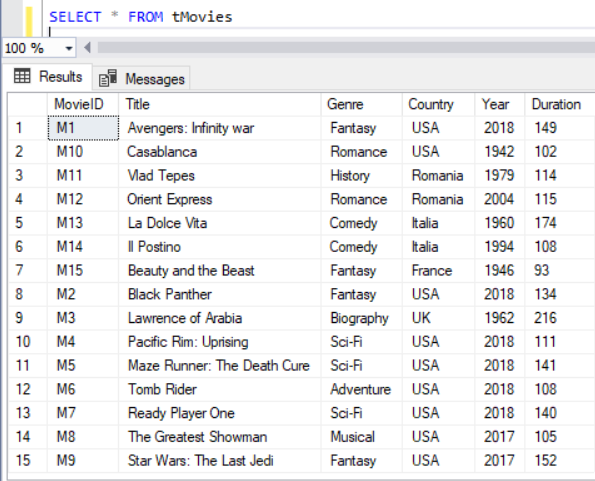 SELECT * FROM tMovies
100 %
Results Messages
MovieID Title Genre Country Year Duration
1 M1 Avengers: Infinity war Fantasy USA 2018 149
2 M10 Casablanca Romance USA 1942 102
3 M11 Vlad Tepes History Romania 1979 114
4 M12 Orient Express Romance Romania 2004 115
5 M13 La Dolce Vita Comedy Italia 1960 174
6 M14 Il Postino Comedy Italia 1994 108
7 M15 Beauty and the Beast Fantasy France 1946 93
8 M2 Black Panther Fantasy USA 2018 134
9 M3 Lawrence of Arabia Biography UK 1962 216
10 M4 Pacific Rim: Uprising Sci-Fi USA 2018 111
11 M5 Maze Runner: The Death Cure Sci-Fi USA 2018 141
12 M6 Tomb Rider Adventure USA 2018 108
13 M7 Ready Player One Sci-Fi USA 2018 140
14 M8 The Greatest Showman Musical USA 2017 105
15 M9 Star Wars: The Last Jedi Fantasy USA 2017 152